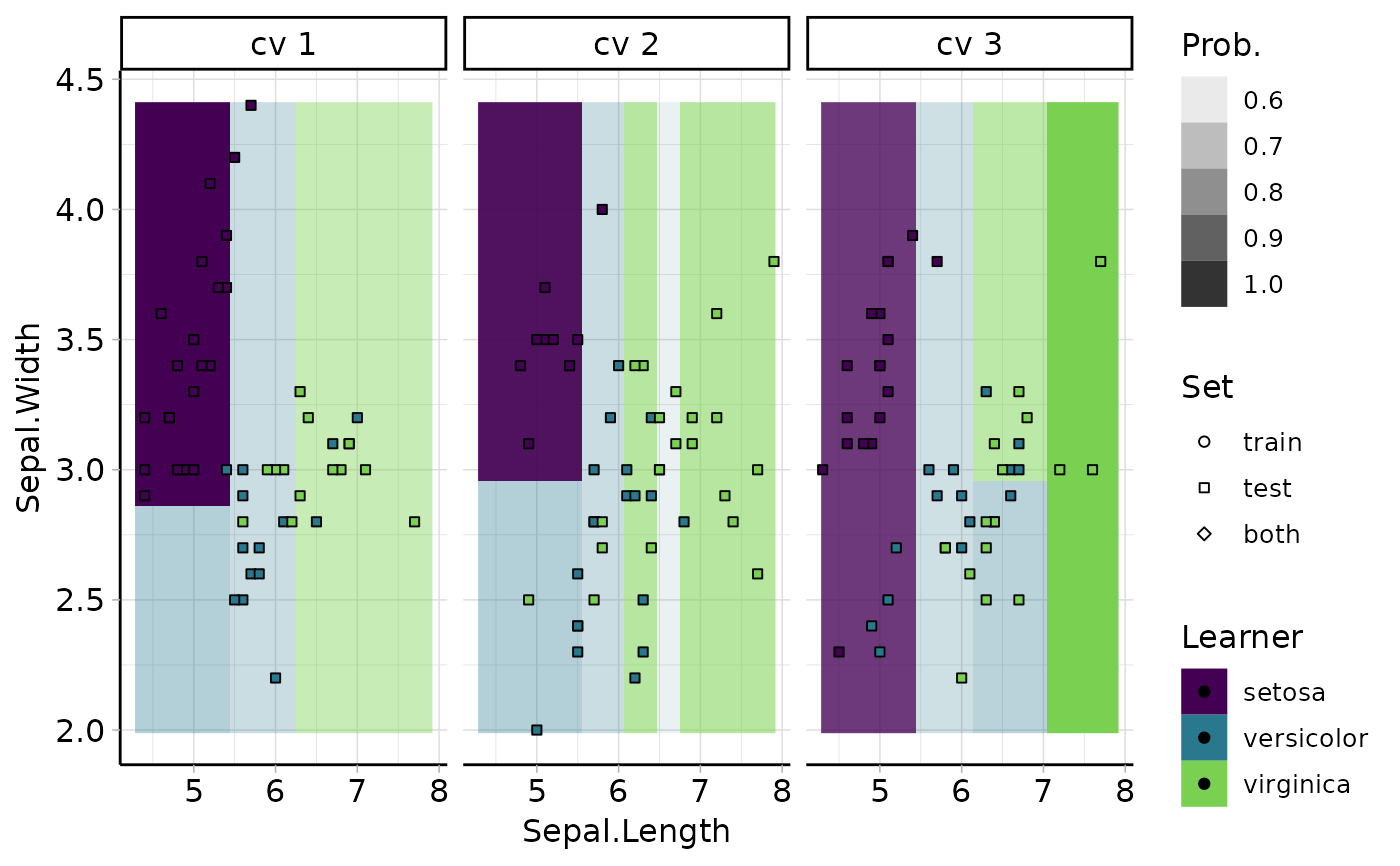 cv 1
cv 2
cv 3
4.5
4.0
3.5
3.0
2.5
2.0
Sepal.Width
5 6 7 8
5 6 7 8
5 6 7 8
Sepal.Length
Prob.
0.6
0.7
0.8
0.9
1.0
Set
train
test
both
Learner
setosa
versicolor
virginica